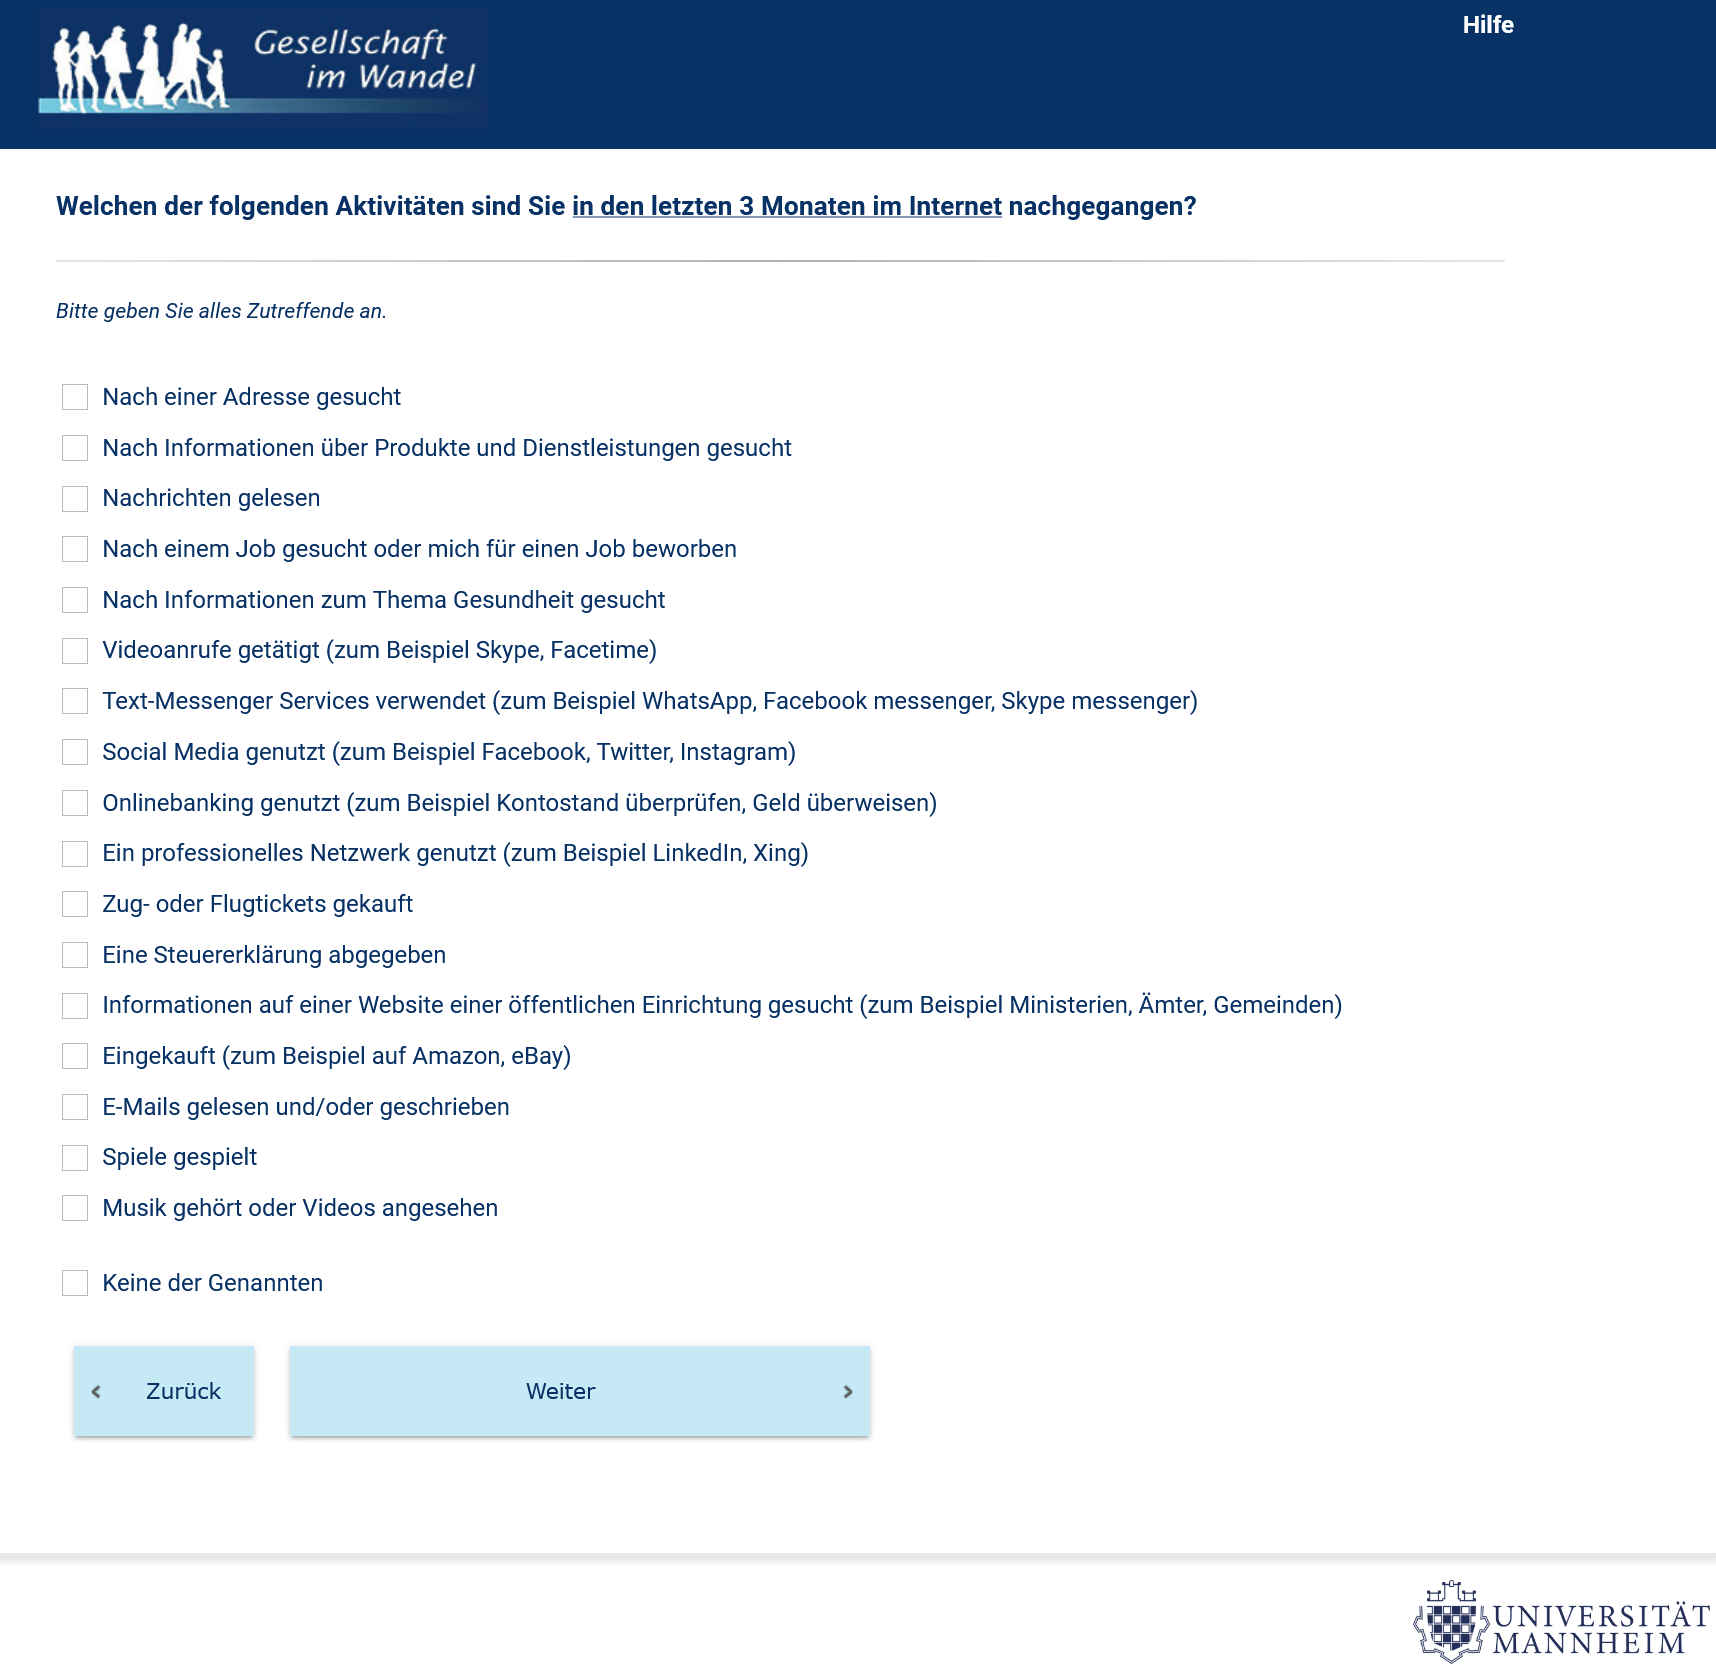 Gesellschaft
im Wandel
Hilfe
Welchen der folgenden Aktivitäten sind Sie in den letzten 3 Monaten im Internet nachgegangen?
Bitte geben Sie alles Zutreffende an.
Nach einer Adresse gesucht
Nach Informationen über Produkte und Dienstleistungen gesucht
Nachrichten gelesen
Nach einem Job gesucht oder mich für einen Job beworben
Nach Informationen zum Thema Gesundheit gesucht
Videoanrufe getätigt (zum Beispiel Skype, Facetime)
Text-Messenger Services verwendet (zum Beispiel WhatsApp, Facebook messenger, Skype messenger)
Social Media genutzt (zum Beispiel Facebook, Twitter, Instagram)
Onlinebanking genutzt (zum Beispiel Kontostand überprüfen, Geld überweisen)
Ein professionelles Netzwerk genutzt (zum Beispiel LinkedIn, Xing)
Zug- oder Flugtickets gekauft
Eine Steuererklärung abgegeben
Informationen auf einer Website einer öffentlichen Einrichtung gesucht (zum Beispiel Ministerien, Ämter, Gemeinden)
Eingekauft (zum Beispiel auf Amazon, eBay)
E-Mails gelesen und/oder geschrieben
Spiele gespielt
Musik gehört oder Videos angesehen
Keine der Genannten
Zurück
Weiter
UNIVERSITÄT
MANNHEIM